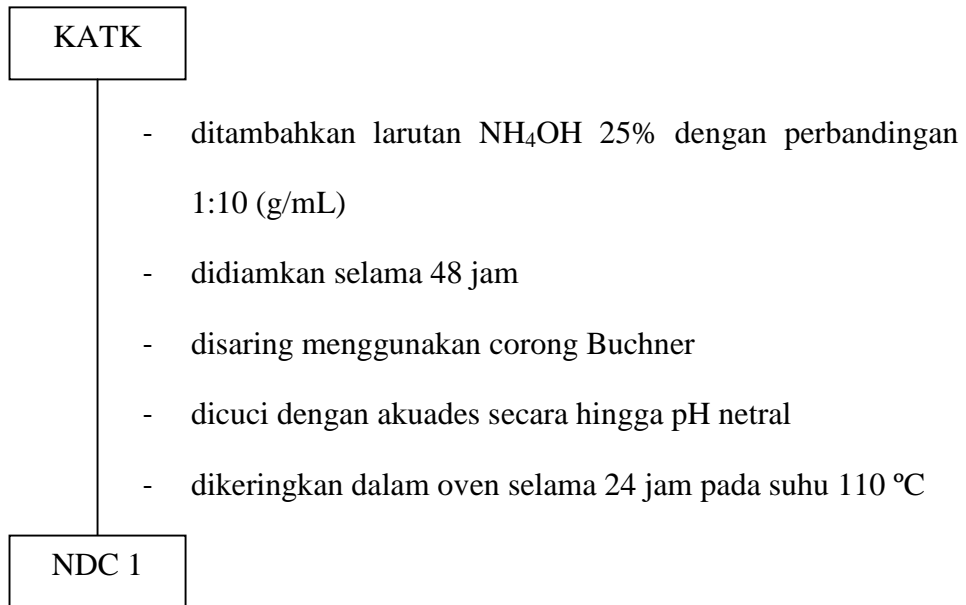 KATK
- ditambahkan larutan NH₄OH 25% dengan perbandingan
1:10 (g/mL)
- didiamkan selama 48 jam
- disaring menggunakan corong Buchner
- dicuci dengan akuades secara hingga pH netral
- dikeringkan dalam oven selama 24 jam pada suhu 110 ºC
NDC 1